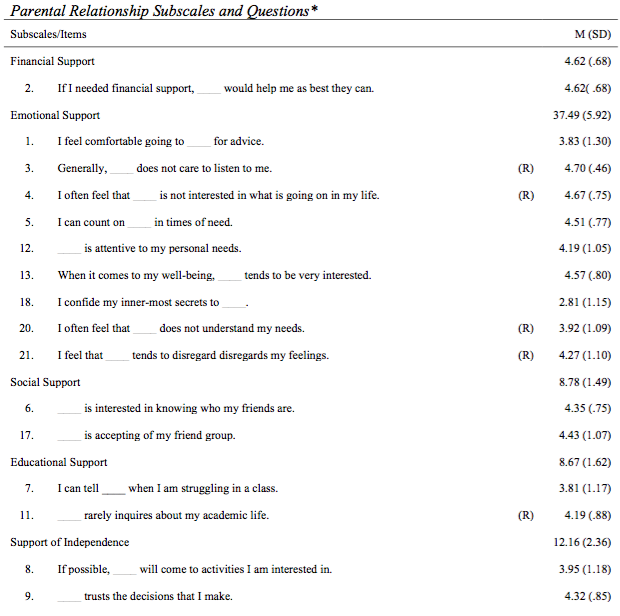 Parental Relationship Subscales and Questions*
Subscales/Items M (SD)
Financial Support 4.62 (.68)
2. If I needed financial support, ____ would help me as best they can. 4.62( .68)
Emotional Support 37.49 (5.92)
1. I feel comfortable going to ____ for advice. 3.83 (1.30)
3. Generally, ____ does not care to listen to me. (R) 4.70 (.46)
4. I often feel that ____ is not interested in what is going on in my life. (R) 4.67 (.75)
5. I can count on ____ in times of need. 4.51 (.77)
12. ____ is attentive to my personal needs. 4.19 (1.05)
13. When it comes to my well-being, ____ tends to be very interested. 4.57 (.80)
18. I confide my inner-most secrets to ____. 2.81 (1.15)
20. I often feel that ____ does not understand my needs. (R) 3.92 (1.09)
21. I feel that ____ tends to disregard disregards my feelings. (R) 4.27 (1.10)
Social Support 8.78 (1.49)
6. ____ is interested in knowing who my friends are. 4.35 (.75)
17. ____ is accepting of my friend group. 4.43 (1.07)
Educational Support 8.67 (1.62)
7. I can tell ____ when I am struggling in a class. 3.81 (1.17)
11. ____ rarely inquires about my academic life. (R) 4.19 (.88)
Support of Independence 12.16 (2.36)
8. If possible, ____ will come to activities I am interested in. 3.95 (1.18)
9. ____ trusts the decisions that I make. 4.32 (.85)